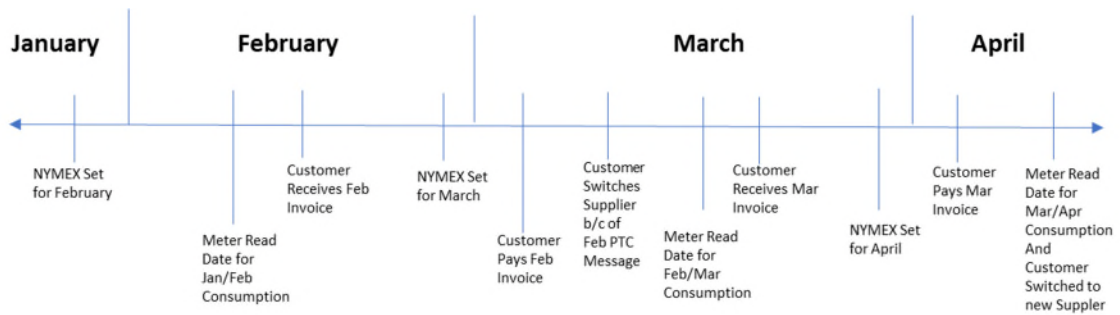 January
February
March
April
NYMEX Set
for February
Meter Read
Date for
Jan/Feb
Consumption
Customer
Receives Feb
Invoice
NYMEX Set
for March
Customer
Pays Feb
Invoice
Customer
Switches
Supplier
b/c of
Feb PTC
Message
Meter Read
Date for
Feb/Mar
Consumption
Customer
Receives Mar
Invoice
NYMEX Set
for April
Customer
Pays Mar
Invoice
Meter Read
Date for
Mar/Apr
Consumption
And
Customer
Switched to
new Suppler